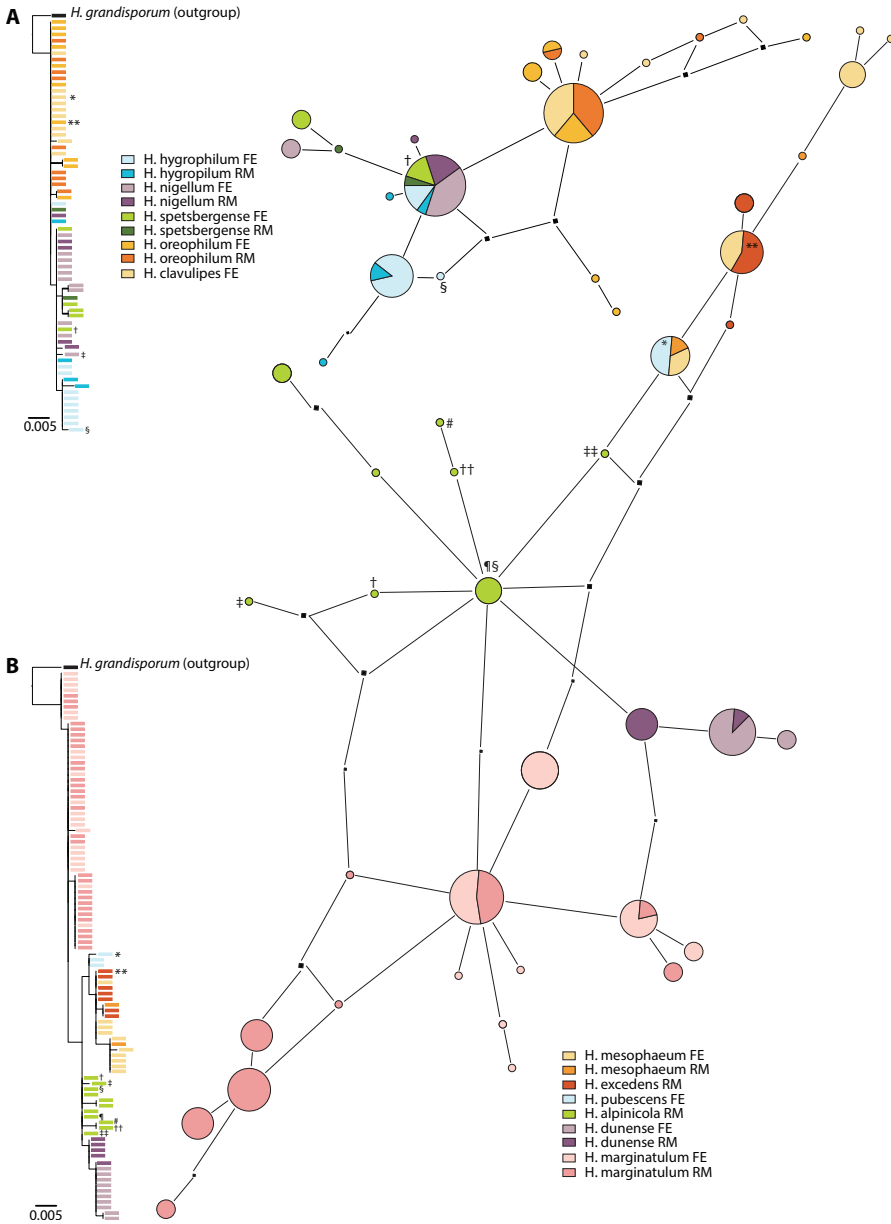 A
H. grandisporum (outgroup)
*
**
H. hygrophilum FE
H. hygropilum RM
H. nigellum FE
H. nigellum RM
H. spetsbergense FE
H. spetsbergense RM
H. oreophilum FE
H. oreophilum RM
H. clavulipes FE
†
‡
§
0.005
†
§
**
*
#
††
‡‡
¶§
†
‡
B
H. grandisporum (outgroup)
*
**
†
‡
§
¶
#
††
‡‡
0.005
H. mesophaeum FE
H. mesophaeum RM
H. excedens RM
H. pubescens FE
H. alpinicola RM
H. dunense FE
H. dunense RM
H. marginatulum FE
H. marginatulum RM